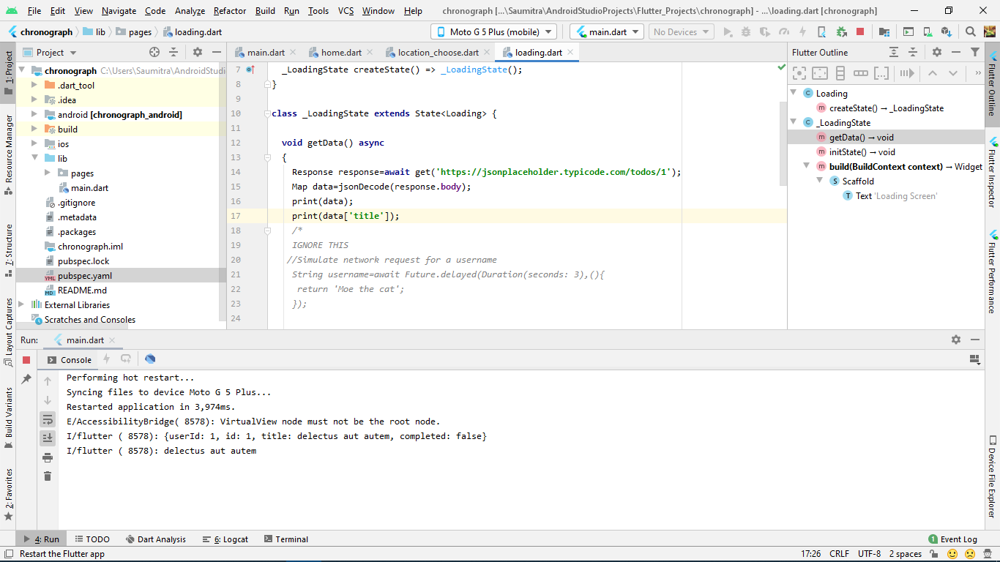 File Edit View Navigate Code Analyze Refactor Build Run Tools VCS Window Help chronograph [...\Saumitra\AndroidStudioProjects\Flutter_Projects\chronograph] - ...\loading.dart [chronograph]
chronograph lib pages loading.dart Moto G 5 Plus (mobile) main.dart No Devices
Project main.dart home.dart location_choose.dart loading.dart Flutter Outline
chronograph C:\Users\Saumitra\AndroidStudi
.dart_tool
.idea
android [chronograph_android]
build
ios
lib
pages
main.dart
.gitignore
.metadata
.packages
chronograph.iml
pubspec.lock
pubspec.yaml
README.md
External Libraries
Scratches and Consoles
7 _LoadingState createState() => _LoadingState();
8 }
9
10 class _LoadingState extends State<Loading> {
11
12 void getData() async
13 {
14 Response response=await get('https://jsonplaceholder.typicode.com/todos/1');
15 Map data=jsonDecode(response.body);
16 print(data);
17 print(data['title']);
18 /*
19 IGNORE THIS
20 //Simulate network request for a username
21 String username=await Future.delayed(Duration(seconds: 3),(){
22 return 'Moe the cat';
23 });
24
Loading
createState() → _LoadingState
_LoadingState
getData() → void
initState() → void
build(BuildContext context) → Widget
Scaffold
Text 'Loading Screen'
1: Project
Resource Manager
7: Structure
Layout Captures
Build Variants
2: Favorites
Flutter Outline
Flutter Inspector
Flutter Performance
Device File Explorer
Run: main.dart
Console
Performing hot restart...
Syncing files to device Moto G 5 Plus...
Restarted application in 3,974ms.
E/AccessibilityBridge( 8578): VirtualView node must not be the root node.
I/flutter ( 8578): {userId: 1, id: 1, title: delectus aut autem, completed: false}
I/flutter ( 8578): delectus aut autem
4: Run TODO Dart Analysis 6: Logcat Terminal 1 Event Log
Restart the Flutter app 17:26 CRLF UTF-8 2 spaces